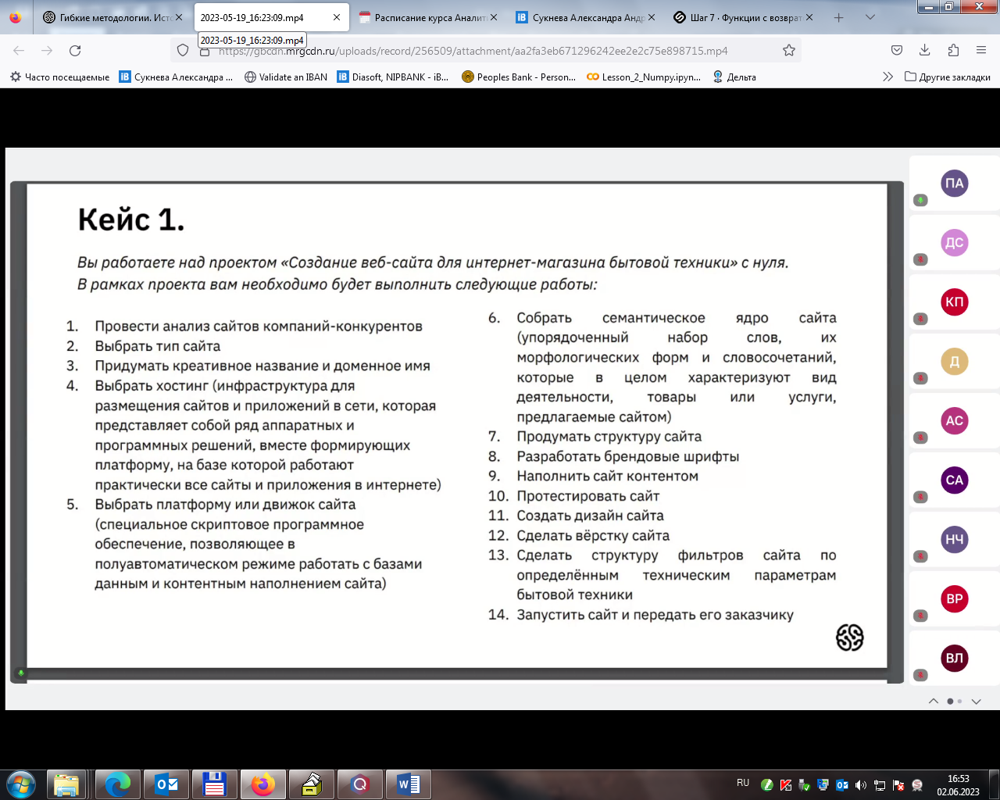 Гибкие методологии. Исто
2023-05-19_16:23:09.mp4
Расписание курса Аналити
Сукнева Александра Андр
Шаг 7 · Функции с возврат
2023-05-19_16:23:09.mp4
https://gbcdn.mrgcdn.ru/uploads/record/256509/attachment/aa2fa3eb671296242ee2e2c75e898715.mp4
Часто посещаемые
Сукнева Александра ...
Validate an IBAN
Diasoft, NIPBANK - iB...
Peoples Bank - Person...
Lesson_2_Numpy.ipyn...
Дельта
Другие закладки
Кейс 1.
Вы работаете над проектом «Создание веб-сайта для интернет-магазина бытовой техники» с нуля.
В рамках проекта вам необходимо будет выполнить следующие работы:
1. Провести анализ сайтов компаний-конкурентов
2. Выбрать тип сайта
3. Придумать креативное название и доменное имя
4. Выбрать хостинг (инфраструктура для
размещения сайтов и приложений в сети, которая
представляет собой ряд аппаратных и
программных решений, вместе формирующих
платформу, на базе которой работают
практически все сайты и приложения в интернете)
5. Выбрать платформу или движок сайта
(специальное скриптовое программное
обеспечение, позволяющее в
полуавтоматическом режиме работать с базами
данным и контентным наполнением сайта)
6. Собрать семантическое ядро сайта
(упорядоченный набор слов, их
морфологических форм и словосочетаний,
которые в целом характеризуют вид
деятельности, товары или услуги,
предлагаемые сайтом)
7. Продумать структуру сайта
8. Разработать брендовые шрифты
9. Наполнить сайт контентом
10. Протестировать сайт
11. Создать дизайн сайта
12. Сделать вёрстку сайта
13. Сделать структуру фильтров сайта по
определённым техническим параметрам
бытовой техники
14. Запустить сайт и передать его заказчику
ПА
ДС
КП
Д
АС
СА
НЧ
ВР
ВЛ
RU
16:53
02.06.2023